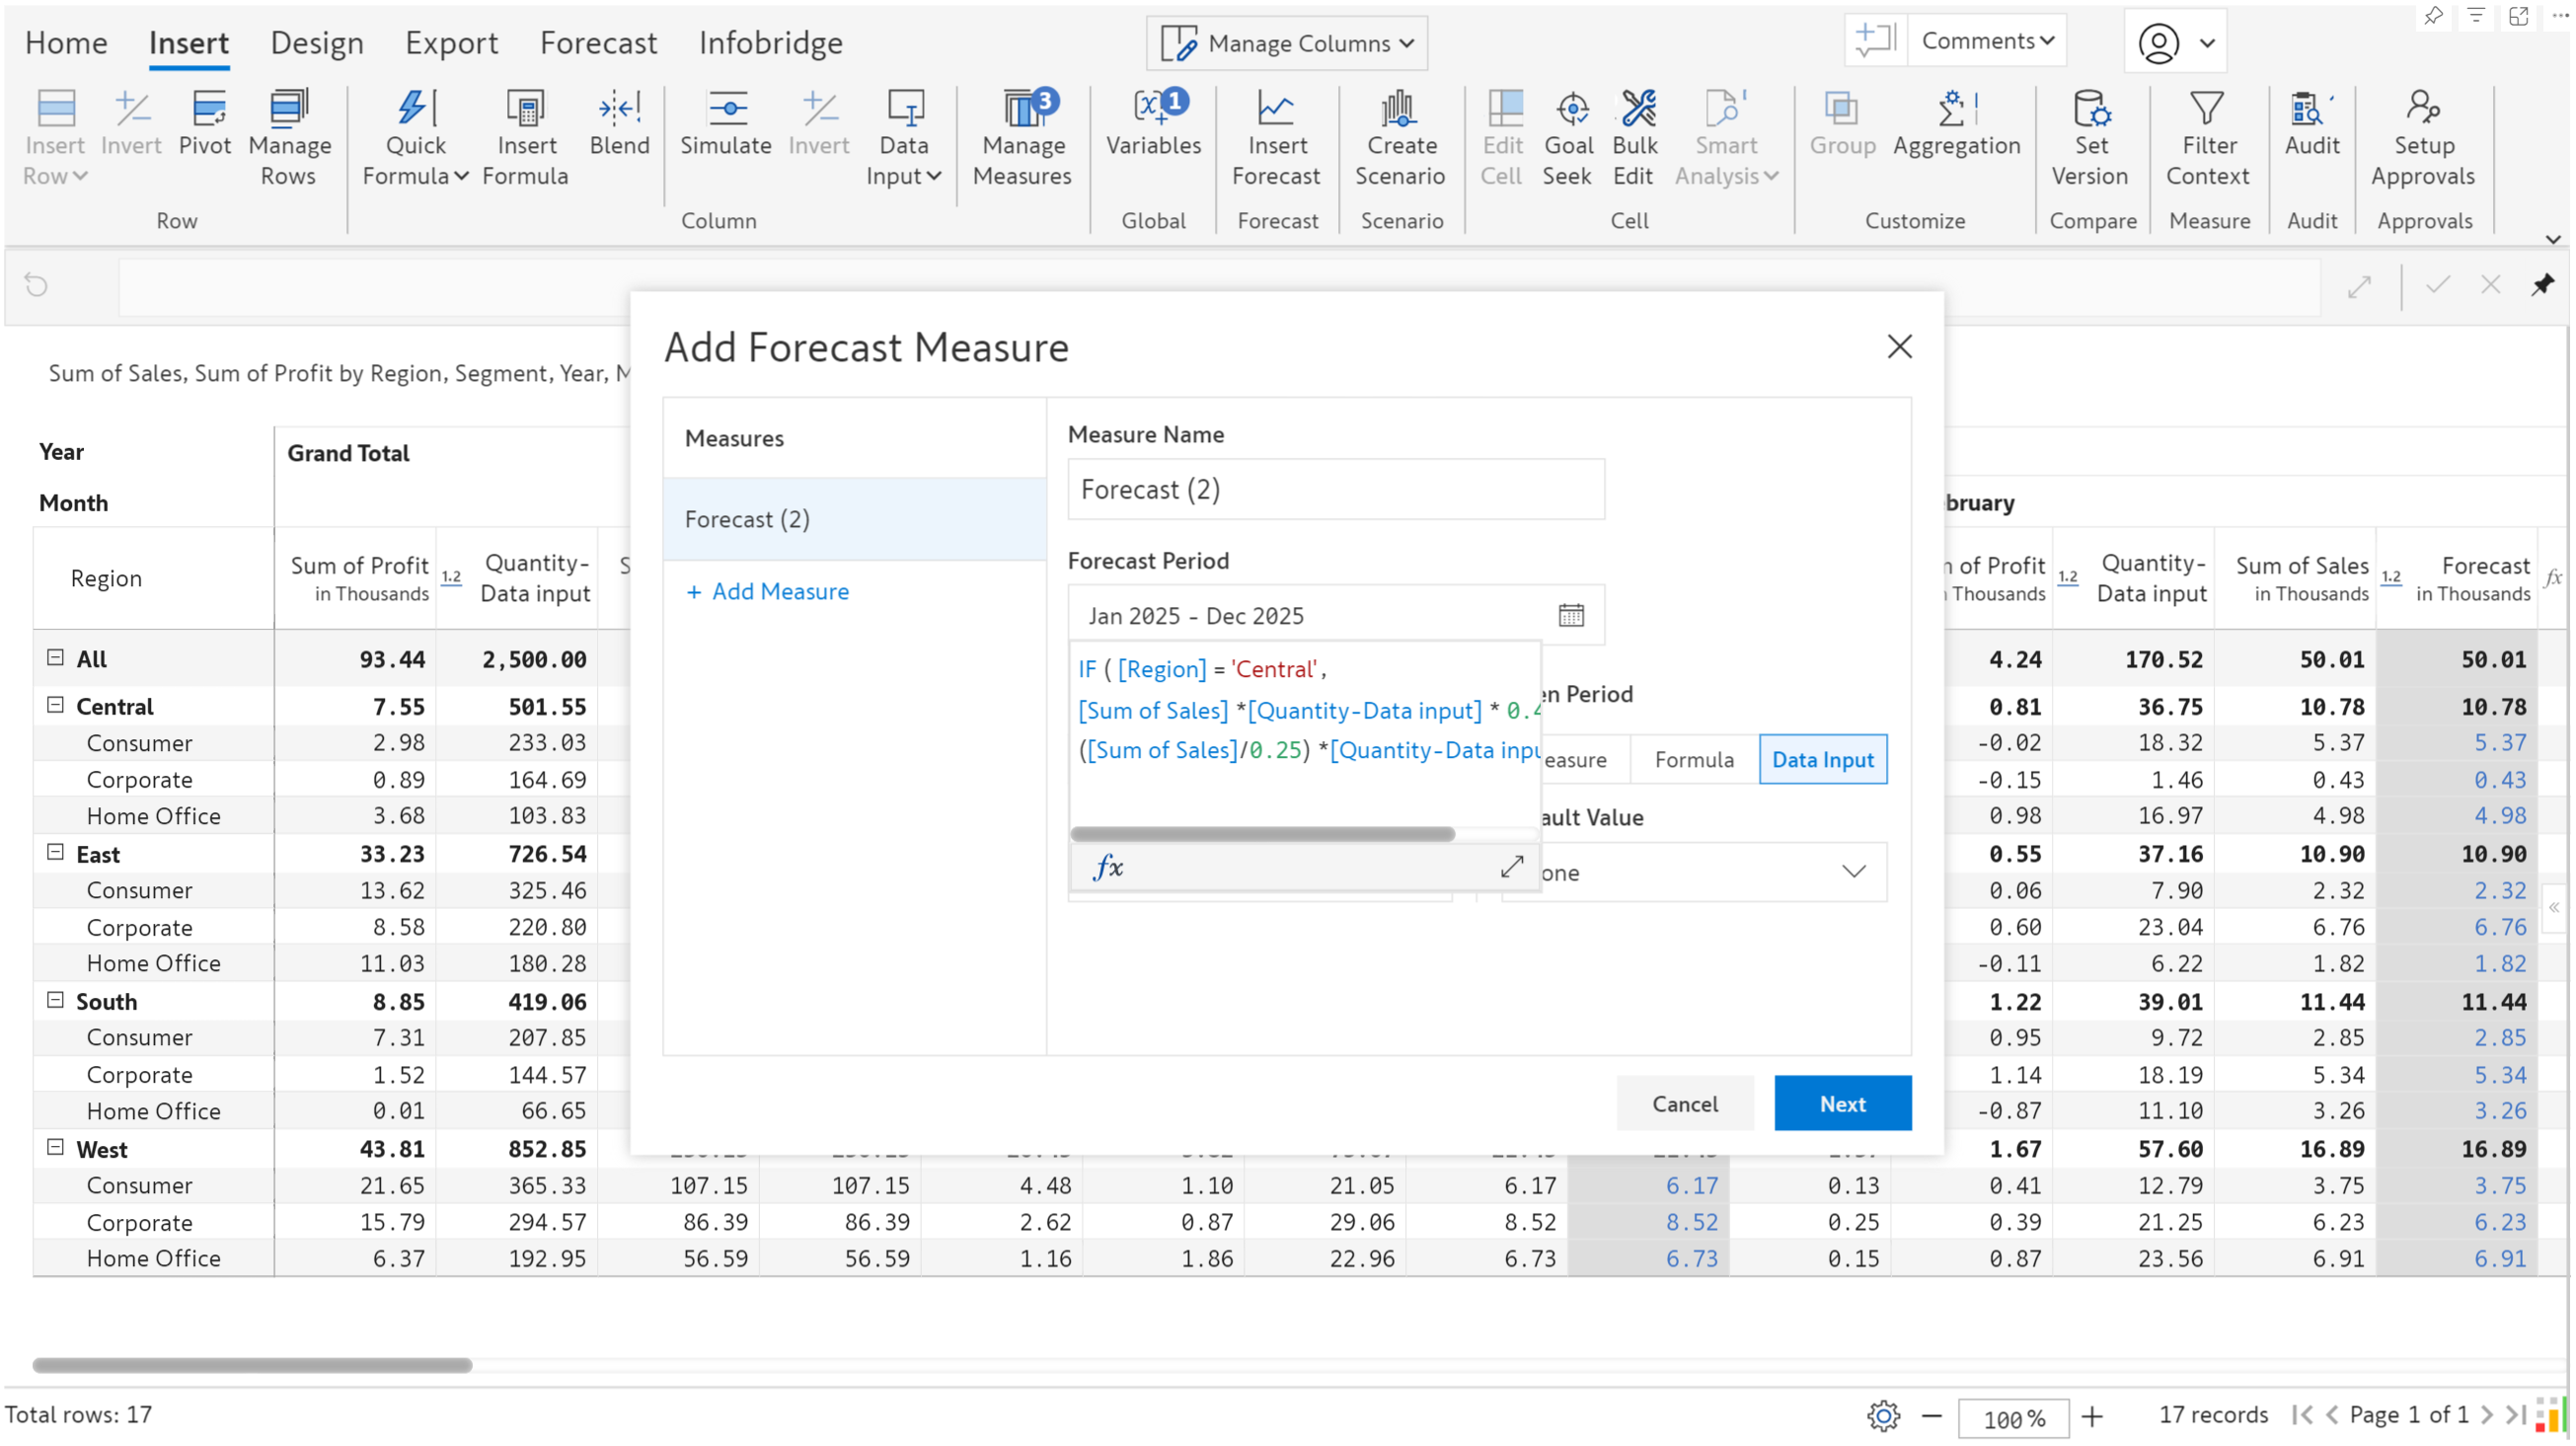 Home Insert Design Export Forecast Infobridge Manage Columns Comments
Insert Row Invert Pivot Manage Rows Quick Formula Insert Formula Blend Simulate Invert Data Input Manage Measures 3 Variables 1 Insert Forecast Create Scenario Edit Cell Goal Seek Bulk Edit Smart Analysis Group Aggregation Set Version Filter Context Audit Setup Approvals
Row Column Global Forecast Scenario Cell Customize Compare Measure Audit Approvals
Sum of Sales, Sum of Profit by Region, Segment, Year, M
Add Forecast Measure
Measures
Forecast (2)
+ Add Measure
Measure Name
Forecast (2)
Forecast Period
Jan 2025 - Dec 2025
IF ( [Region] = 'Central',
[Sum of Sales] *[Quantity-Data input] * 0.4
([Sum of Sales]/0.25) *[Quantity-Data inpu
fx
en Period
easure Formula Data Input
ault Value
one
Cancel Next
Year Grand Total
Month bruary
Region Sum of Profit in Thousands 1.2 Quantity-Data input S n of Profit Thousands 1.2 Quantity-Data input Sum of Sales in Thousands 1.2 Forecast in Thousands fx
All 93.44 2,500.00 4.24 170.52 50.01 50.01
Central 7.55 501.55 0.81 36.75 10.78 10.78
Consumer 2.98 233.03 -0.02 18.32 5.37 5.37
Corporate 0.89 164.69 -0.15 1.46 0.43 0.43
Home Office 3.68 103.83 0.98 16.97 4.98 4.98
East 33.23 726.54 0.55 37.16 10.90 10.90
Consumer 13.62 325.46 0.06 7.90 2.32 2.32
Corporate 8.58 220.80 0.60 23.04 6.76 6.76
Home Office 11.03 180.28 -0.11 6.22 1.82 1.82
South 8.85 419.06 1.22 39.01 11.44 11.44
Consumer 7.31 207.85 0.95 9.72 2.85 2.85
Corporate 1.52 144.57 1.14 18.19 5.34 5.34
Home Office 0.01 66.65 -0.87 11.10 3.26 3.26
West 43.81 852.85 1.67 57.60 16.89 16.89
Consumer 21.65 365.33 107.15 107.15 4.48 1.10 21.05 6.17 6.17 0.13 0.41 12.79 3.75 3.75
Corporate 15.79 294.57 86.39 86.39 2.62 0.87 29.06 8.52 8.52 0.25 0.39 21.25 6.23 6.23
Home Office 6.37 192.95 56.59 56.59 1.16 1.86 22.96 6.73 6.73 0.15 0.87 23.56 6.91 6.91
Total rows: 17 100 % 17 records Page 1 of 1